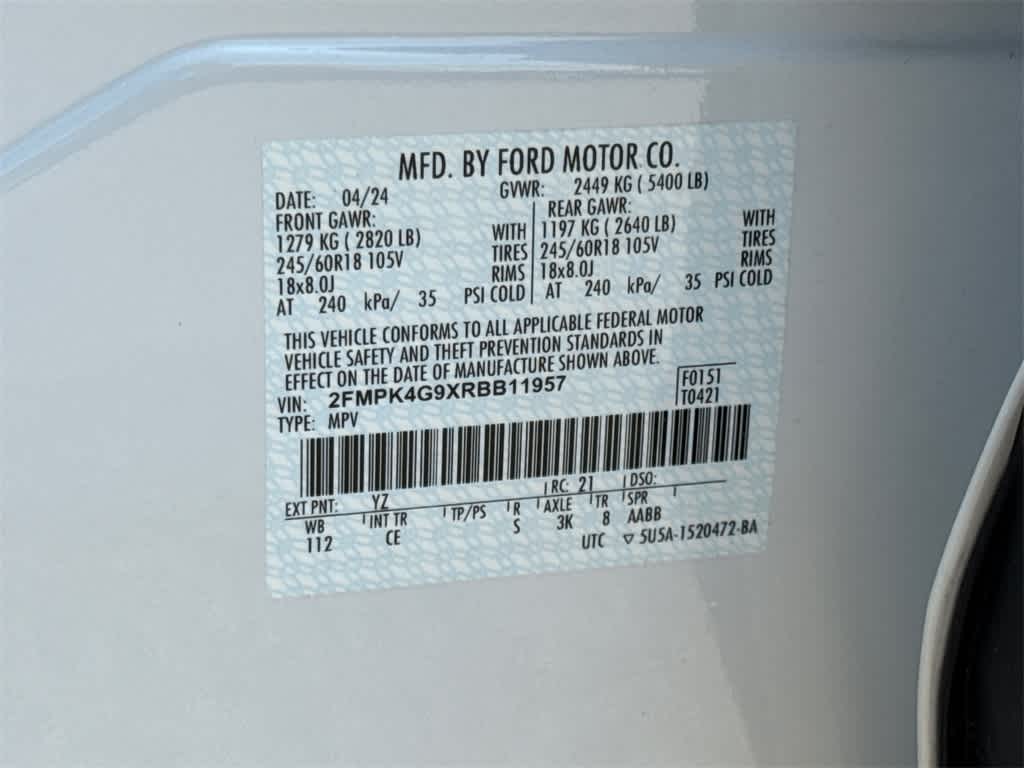 MFD. BY FORD MOTOR CO.
DATE: 04/24 GVWR: 2449 KG ( 5400 LB)
FRONT GAWR: REAR GAWR:
1279 KG ( 2820 LB) WITH 1197 KG ( 2640 LB) WITH
245/60R18 105V TIRES 245/60R18 105V TIRES
18x8.0J RIMS 18x8.0J RIMS
AT 240 kPa/ 35 PSI COLD AT 240 kPa/ 35 PSI COLD
THIS VEHICLE CONFORMS TO ALL APPLICABLE FEDERAL MOTOR
VEHICLE SAFETY AND THEFT PREVENTION STANDARDS IN
EFFECT ON THE DATE OF MANUFACTURE SHOWN ABOVE.
VIN: 2FMPK4G9XRBB11957 F0151
TYPE: MPV T0421
EXT PNT: YZ RC: 21 DSO:
WB INT TR TP/PS R AXLE TR SPR
112 CE S 3K 8 AABB
UTC ▽ 5U5A-1520472-BA